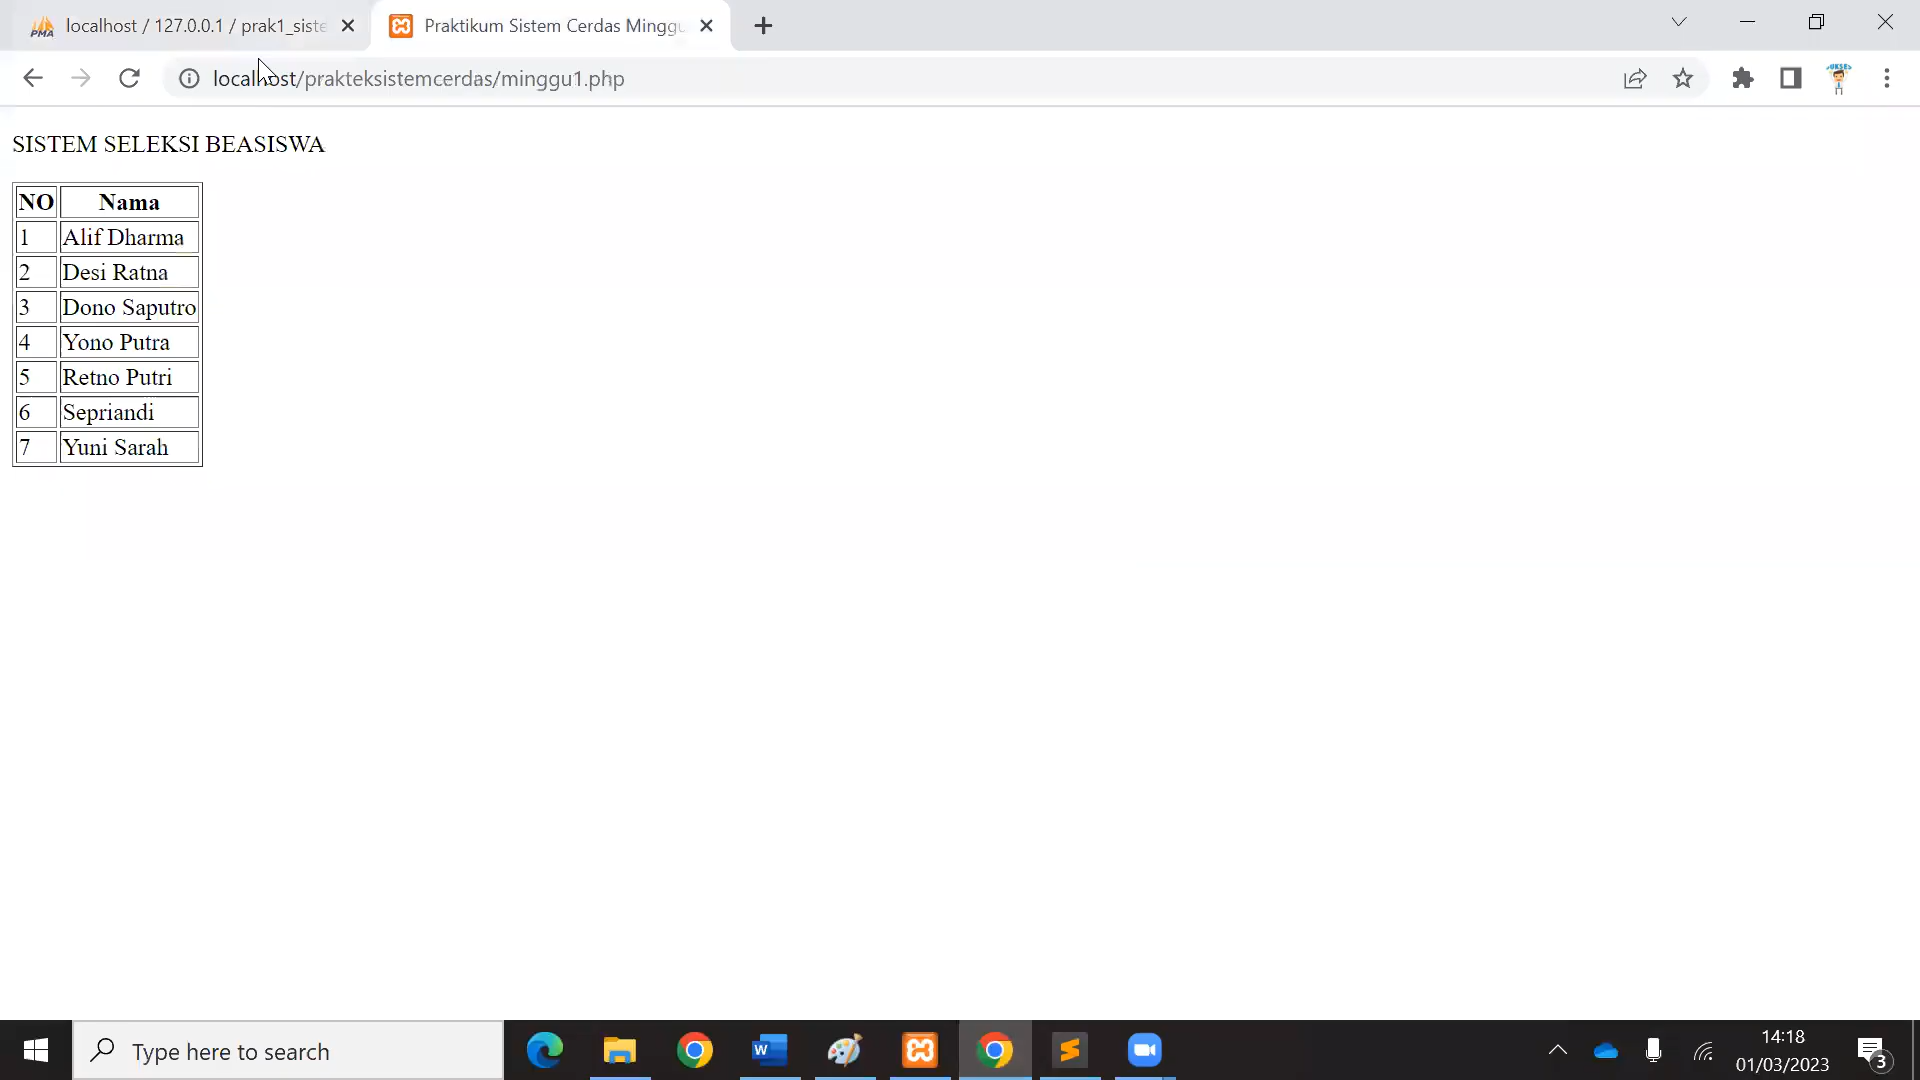 localhost / 127.0.0.1 / prak1_siste
Praktikum Sistem Cerdas Minggu
localhost/prakteksistemcerdas/minggu1.php
SISTEM SELEKSI BEASISWA
NO Nama
1 Alif Dharma
2 Desi Ratna
3 Dono Saputro
4 Yono Putra
5 Retno Putri
6 Sepriandi
7 Yuni Sarah
Type here to search
14:18
01/03/2023
3